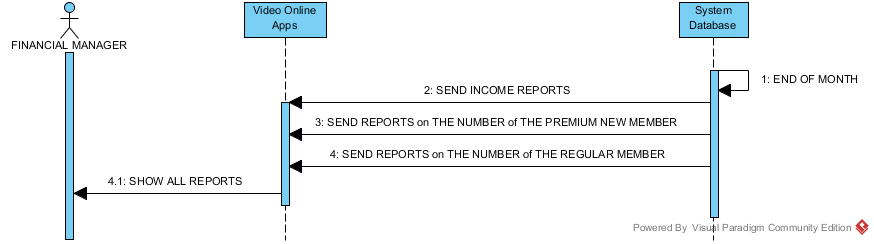 Video Online
Apps
System
Database
FINANCIAL MANAGER
1: END OF MONTH
2: SEND INCOME REPORTS
3: SEND REPORTS on THE NUMBER of THE PREMIUM NEW MEMBER
4: SEND REPORTS on THE NUMBER of THE REGULAR MEMBER
4.1: SHOW ALL REPORTS
Powered By Visual Paradigm Community Edition